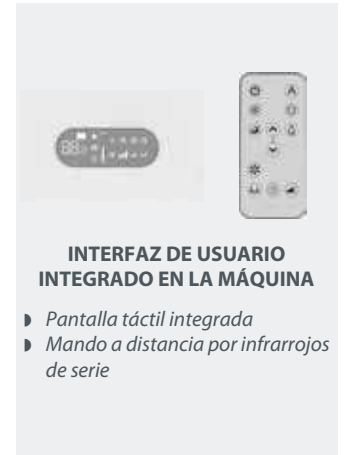 INTERFAZ DE USUARIO
INTEGRADO EN LA MÁQUINA
Pantalla táctil integrada
Mando a distancia por infrarrojos
de serie